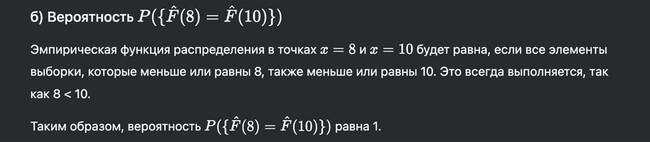 б) Вероятность P({F̂(8) = F̂(10)})
Эмпирическая функция распределения в точках x = 8 и x = 10 будет равна, если все элементы
выборки, которые меньше или равны 8, также меньше или равны 10. Это всегда выполняется, так
как 8 < 10.
Таким образом, вероятность P({F̂(8) = F̂(10)}) равна 1.